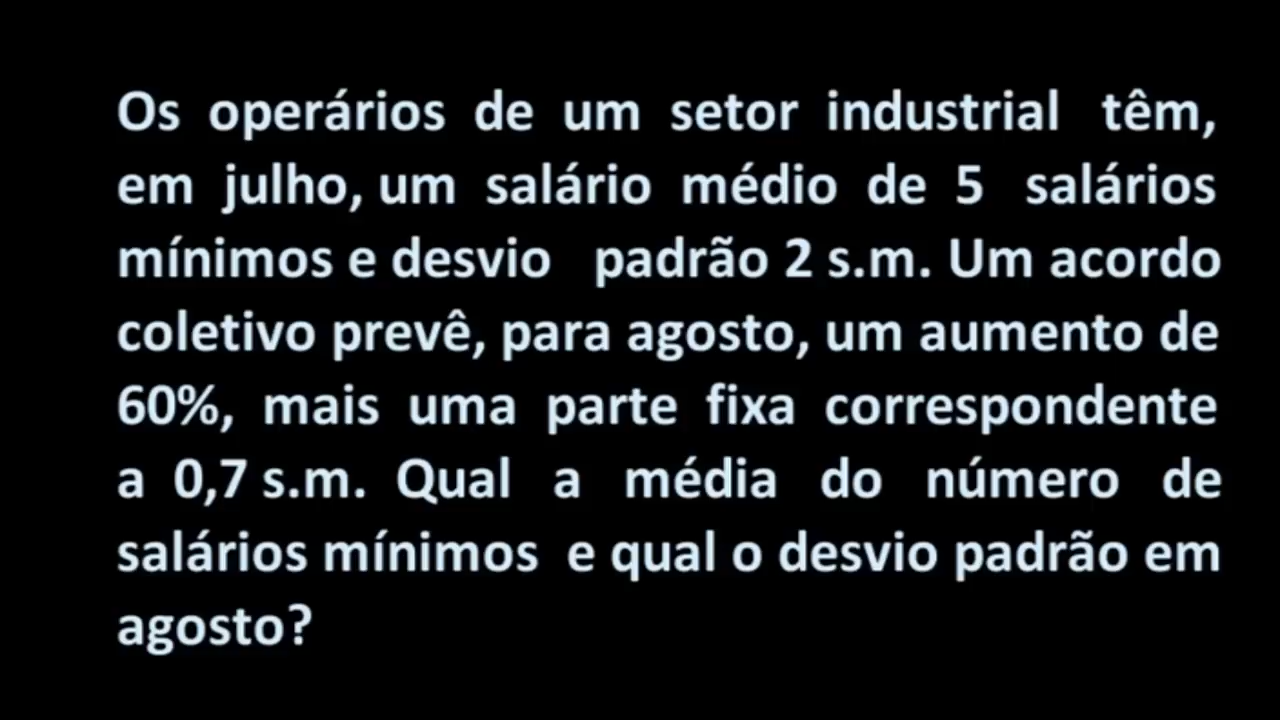 Os operários de um setor industrial têm,
em julho, um salário médio de 5 salários
mínimos e desvio padrão 2 s.m. Um acordo
coletivo prevê, para agosto, um aumento de
60%, mais uma parte fixa correspondente
a 0,7 s.m. Qual a média do número de
salários mínimos e qual o desvio padrão em
agosto?